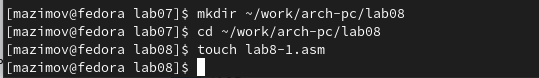 [mazimov@fedora lab07]$ mkdir ~/work/arch-pc/lab08
[mazimov@fedora lab07]$ cd ~/work/arch-pc/lab08
[mazimov@fedora lab08]$ touch lab8-1.asm
[mazimov@fedora lab08]$